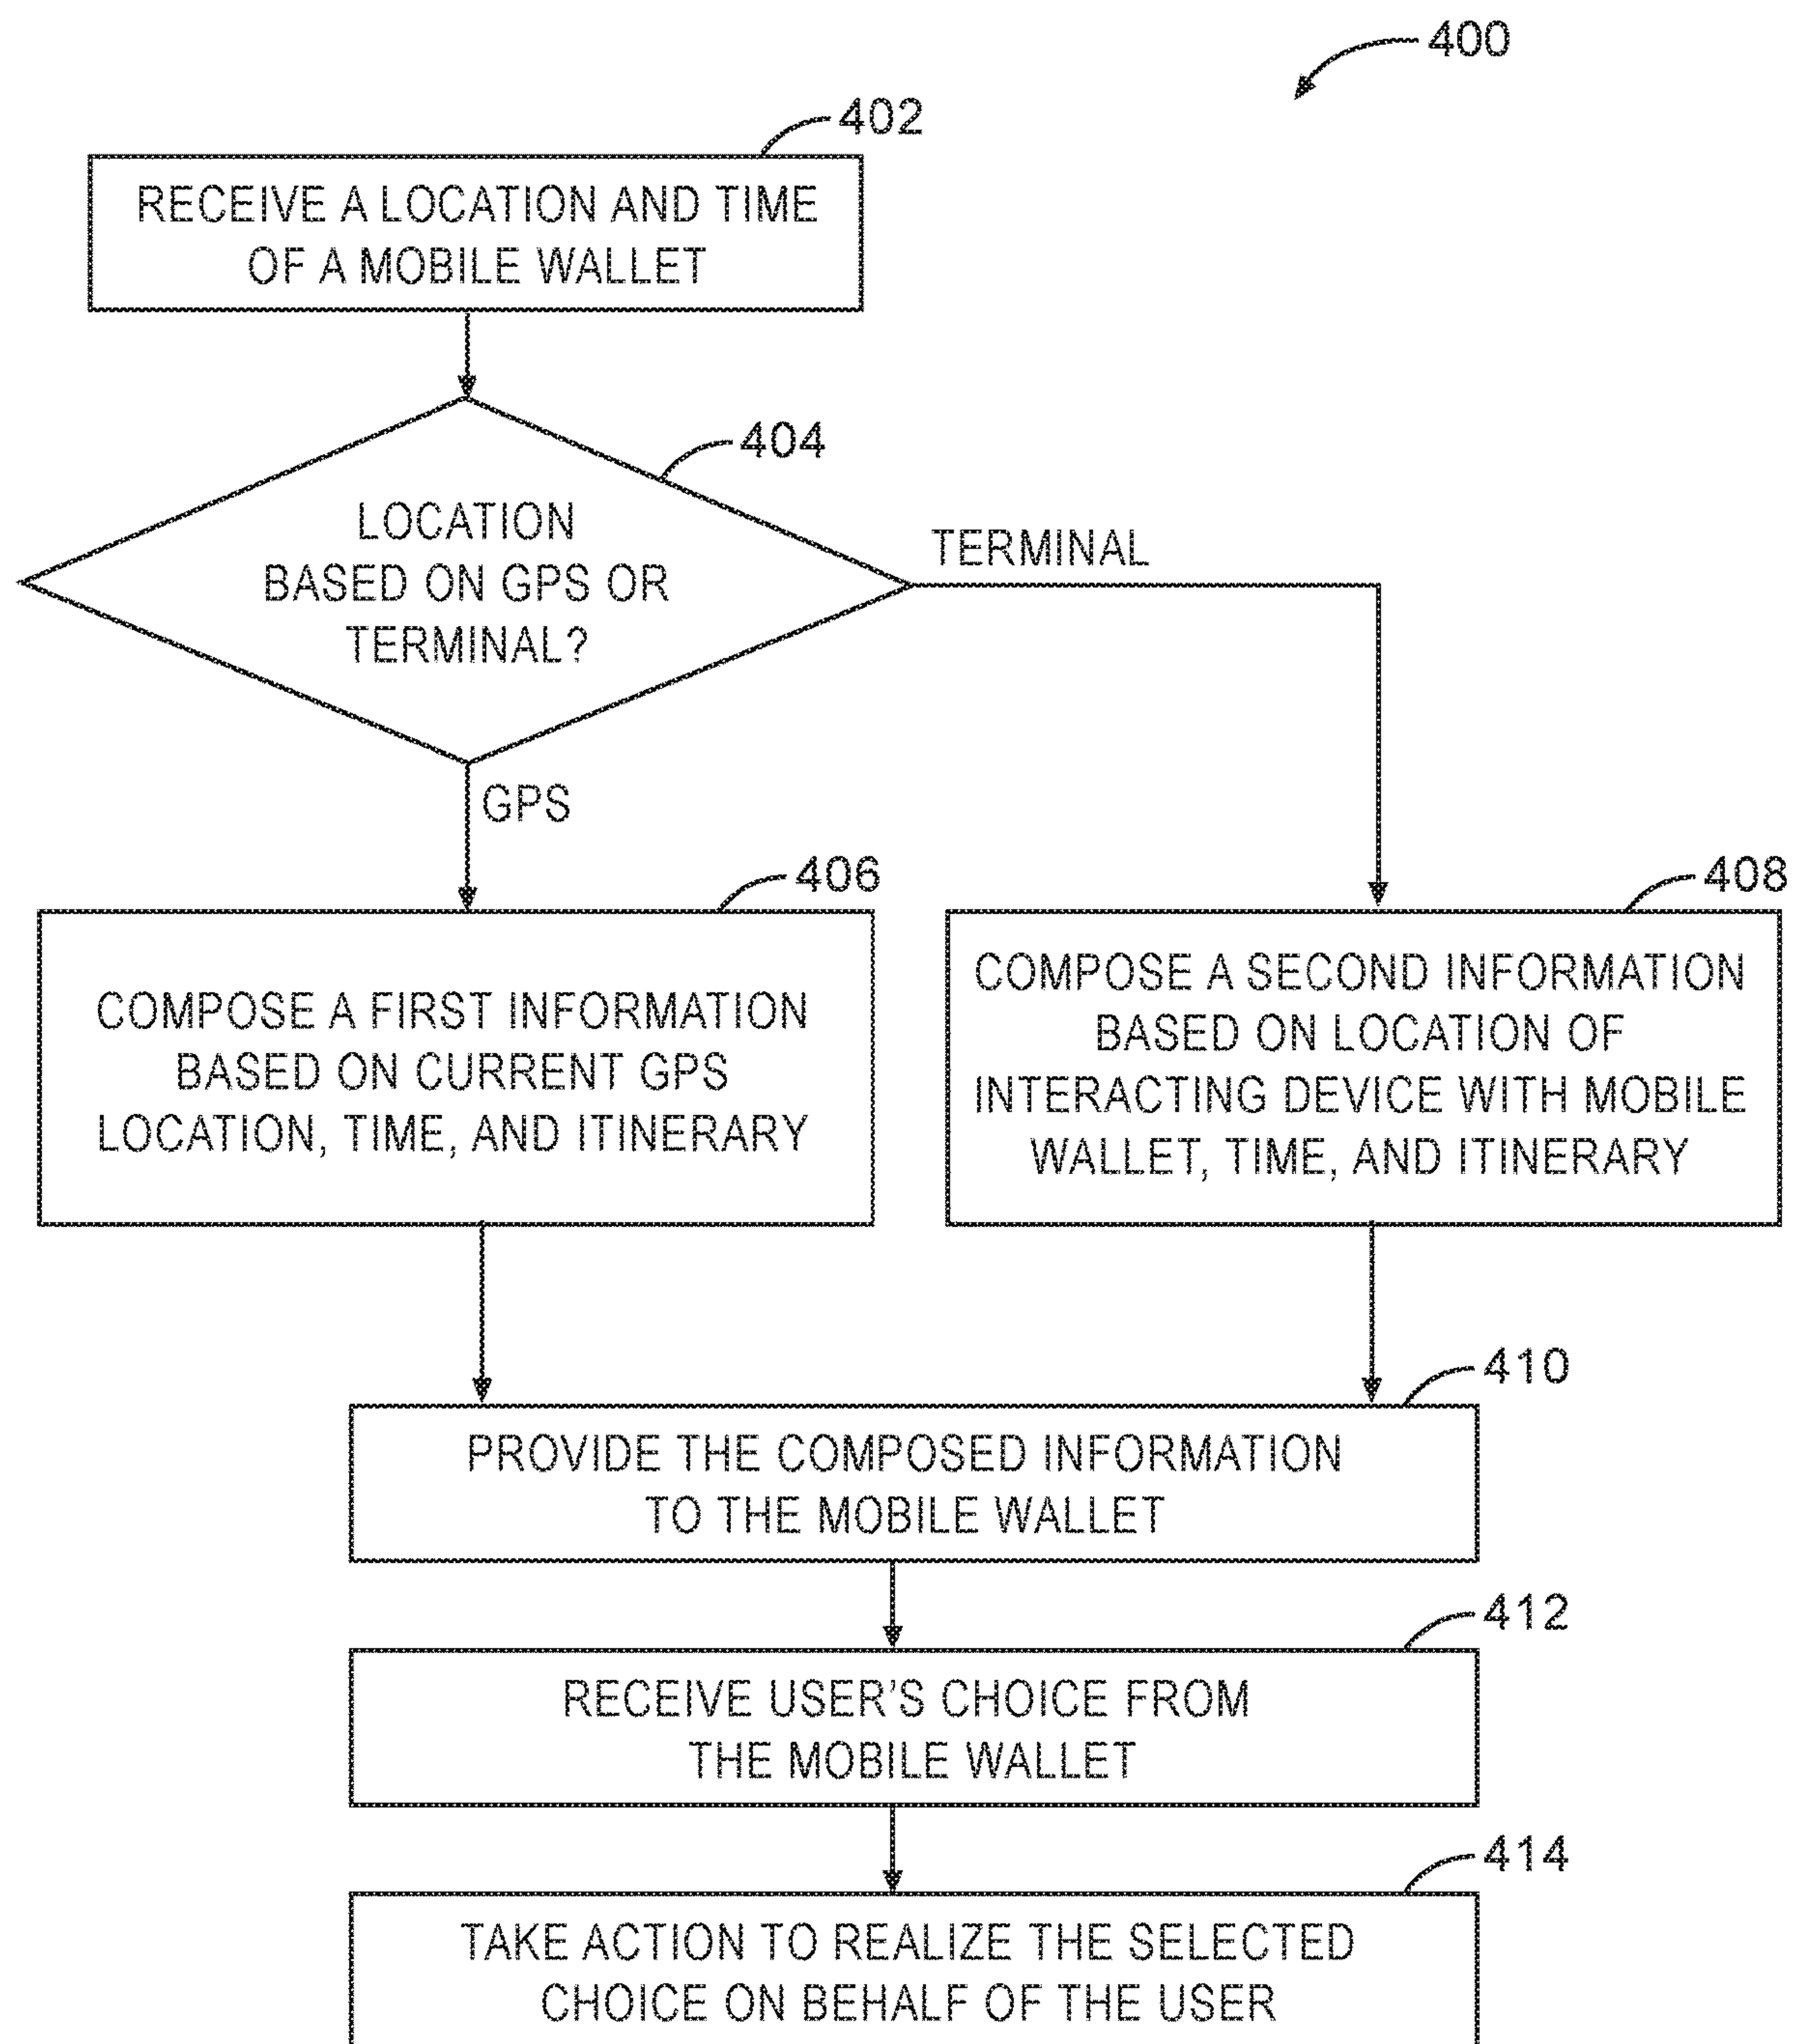 400
402
RECEIVE A LOCATION AND TIME
OF A MOBILE WALLET
404
LOCATION
BASED ON GPS OR
TERMINAL?
TERMINAL
GPS
406
COMPOSE A FIRST INFORMATION
BASED ON CURRENT GPS
LOCATION, TIME, AND ITINERARY
408
COMPOSE A SECOND INFORMATION
BASED ON LOCATION OF
INTERACTING DEVICE WITH MOBILE
WALLET, TIME, AND ITINERARY
410
PROVIDE THE COMPOSED INFORMATION
TO THE MOBILE WALLET
412
RECEIVE USER'S CHOICE FROM
THE MOBILE WALLET
414
TAKE ACTION TO REALIZE THE SELECTED
CHOICE ON BEHALF OF THE USER